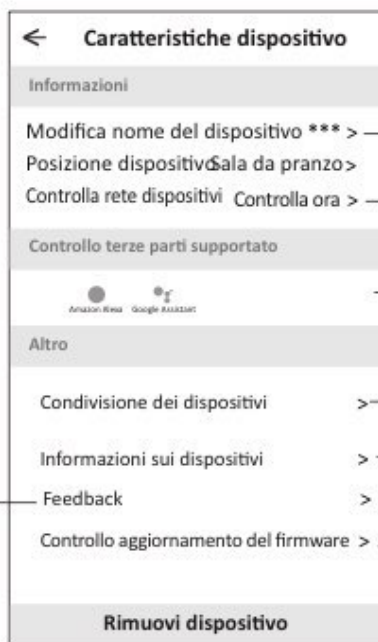 ← Caratteristiche dispositivo
Informazioni
Modifica nome del dispositivo *** >
Posizione dispositivo Sala da pranzo >
Controlla rete dispositivi Controlla ora >
Controllo terze parti supportato
Amazon Alexa Google Assistant
Altro
Condivisione dei dispositivi >
Informazioni sui dispositivi >
Feedback >
Controllo aggiornamento del firmware >
Rimuovi dispositivo